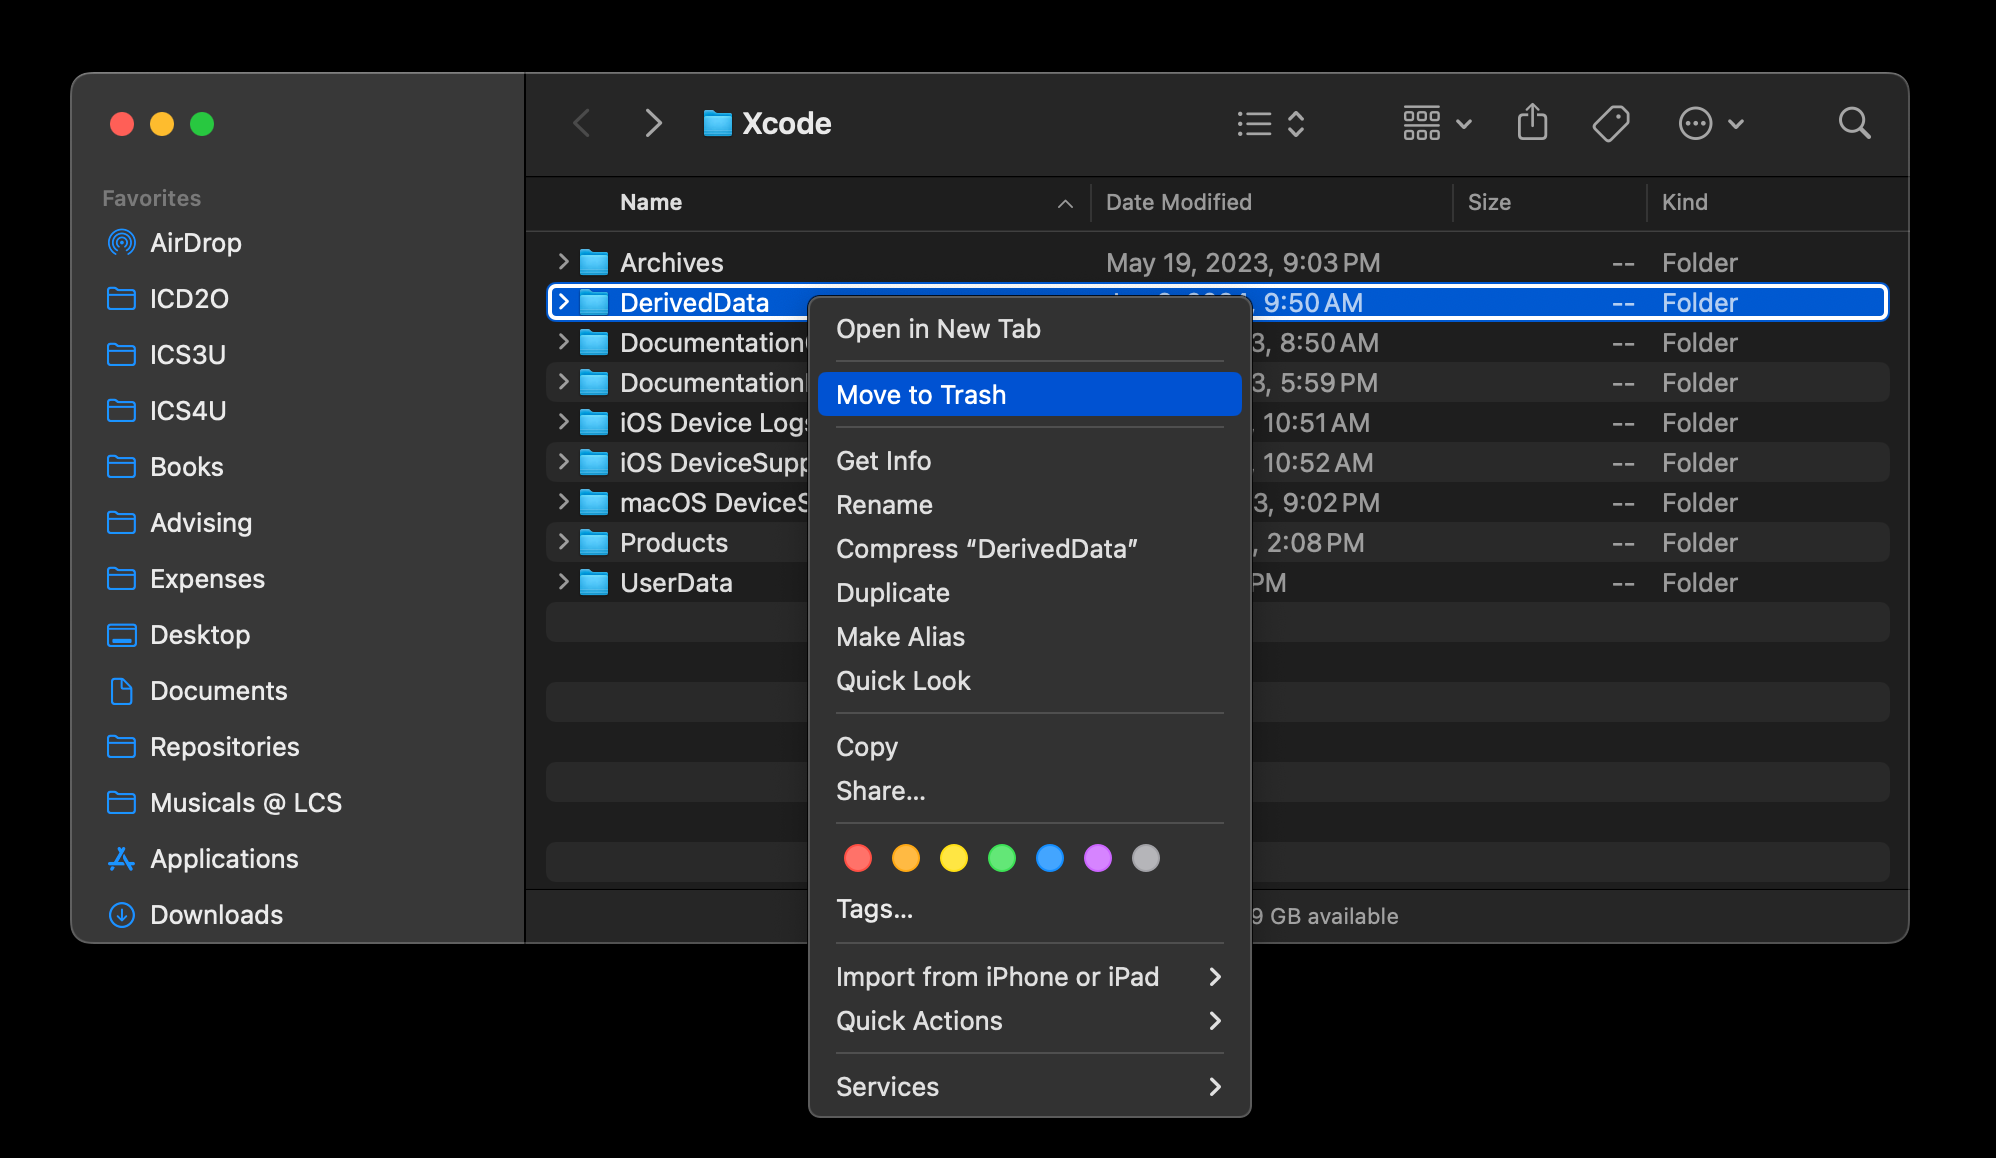 Xcode
Favorites
AirDrop
ICD2O
ICS3U
ICS4U
Books
Advising
Expenses
Desktop
Documents
Repositories
Musicals @ LCS
Applications
Downloads
Name Date Modified Size Kind
Archives May 19, 2023, 9:03 PM -- Folder
DerivedData 9:50 AM -- Folder
Documentation 8:50 AM -- Folder
Documentation 5:59 PM -- Folder
iOS Device Logs 10:51 AM -- Folder
iOS DeviceSupp 10:52 AM -- Folder
macOS DeviceS 9:02 PM -- Folder
Products 2:08 PM -- Folder
UserData PM -- Folder
9 GB available
Open in New Tab
Move to Trash
Get Info
Rename
Compress “DerivedData”
Duplicate
Make Alias
Quick Look
Copy
Share...
Tags...
Import from iPhone or iPad
Quick Actions
Services